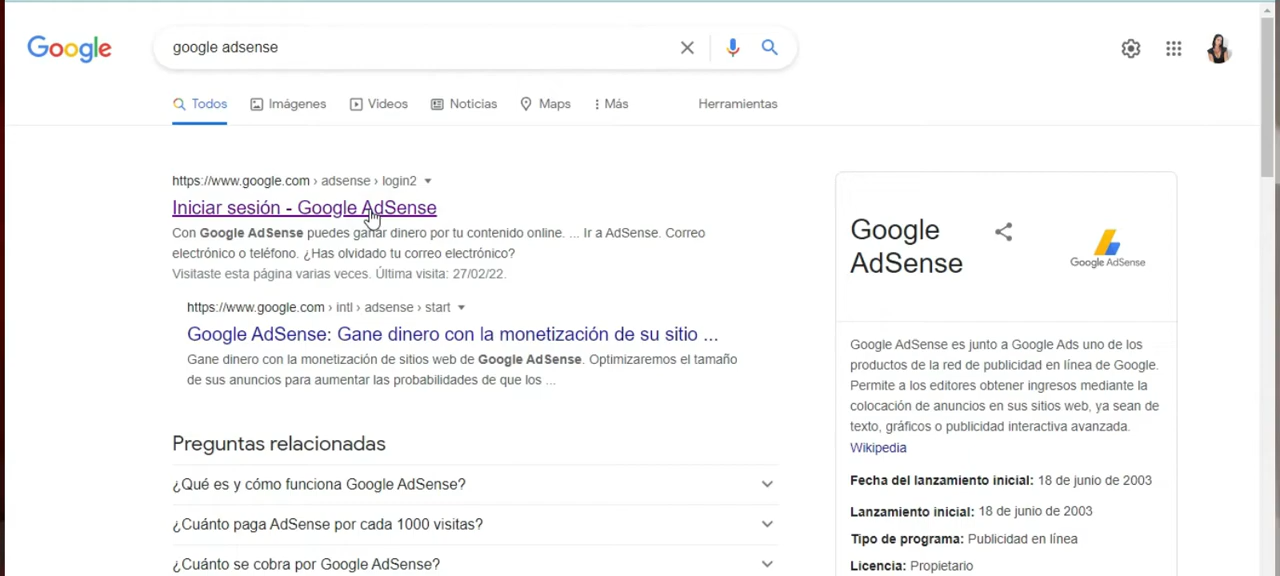 Google
google adsense
Todos
Imágenes
Videos
Noticias
Maps
Más
Herramientas
https://www.google.com › adsense › login2
Iniciar sesión - Google AdSense
Con Google AdSense puedes ganar dinero por tu contenido online. ... Ir a AdSense. Correo
electrónico o teléfono. ¿Has olvidado tu correo electrónico?
Visitaste esta página varias veces. Última visita: 27/02/22.
https://www.google.com › intl › adsense › start
Google AdSense: Gane dinero con la monetización de su sitio ...
Gane dinero con la monetización de sitios web de Google AdSense. Optimizaremos el tamaño
de sus anuncios para aumentar las probabilidades de que los ...
Preguntas relacionadas
¿Qué es y cómo funciona Google AdSense?
¿Cuánto paga AdSense por cada 1000 visitas?
¿Cuánto se cobra por Google AdSense?
Google
AdSense
Google AdSense
Google AdSense es junto a Google Ads uno de los
productos de la red de publicidad en línea de Google.
Permite a los editores obtener ingresos mediante la
colocación de anuncios en sus sitios web, ya sean de
texto, gráficos o publicidad interactiva avanzada.
Wikipedia
Fecha del lanzamiento inicial: 18 de junio de 2003
Lanzamiento inicial: 18 de junio de 2003
Tipo de programa: Publicidad en línea
Licencia: Propietario